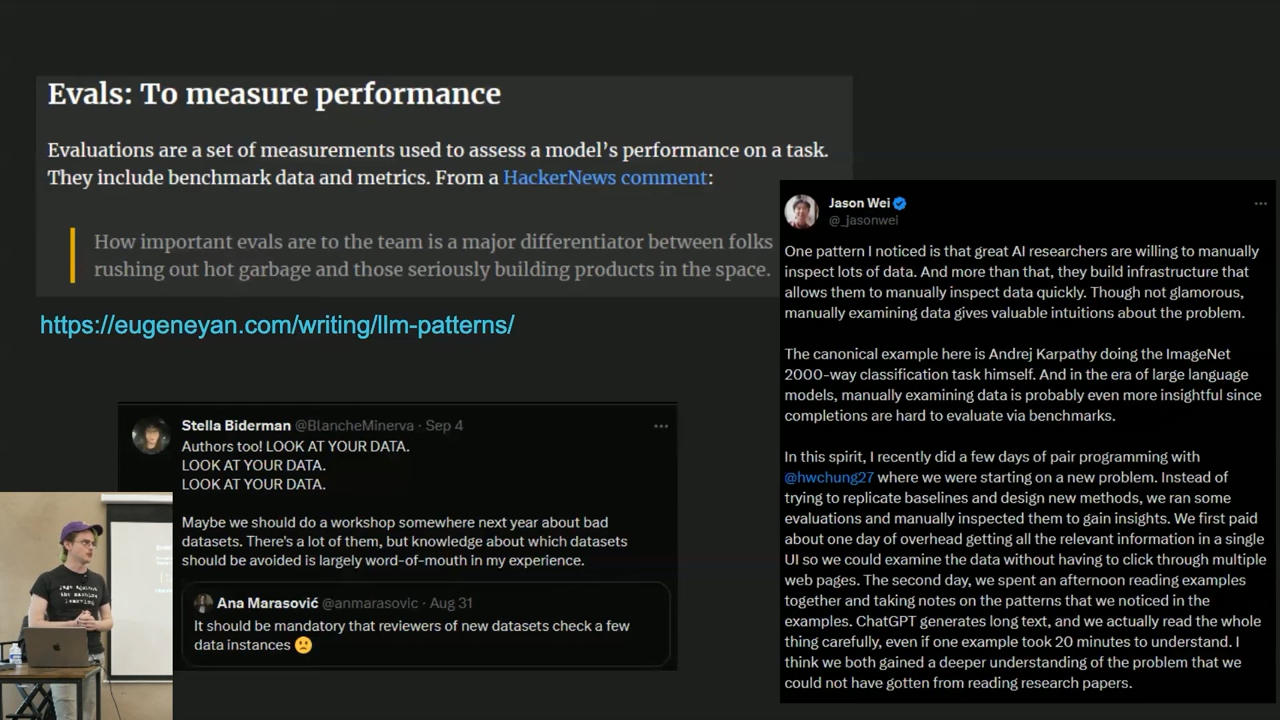 Evals: To measure performance
Evaluations are a set of measurements used to assess a model's performance on a task.
They include benchmark data and metrics. From a HackerNews comment:
How important evals are to the team is a major differentiator between folks
rushing out hot garbage and those seriously building products in the space.
https://eugeneyan.com/writing/llm-patterns/
Stella Biderman @BlancheMinerva · Sep 4
Authors too! LOOK AT YOUR DATA.
LOOK AT YOUR DATA.
LOOK AT YOUR DATA.
Maybe we should do a workshop somewhere next year about bad
datasets. There's a lot of them, but knowledge about which datasets
should be avoided is largely word-of-mouth in my experience.
Ana Marasović @anmarasovic · Aug 31
It should be mandatory that reviewers of new datasets check a few
data instances 🙁
Jason Wei
@_jasonwei
One pattern I noticed is that great AI researchers are willing to manually
inspect lots of data. And more than that, they build infrastructure that
allows them to manually inspect data quickly. Though not glamorous,
manually examining data gives valuable intuitions about the problem.
The canonical example here is Andrej Karpathy doing the ImageNet
2000-way classification task himself. And in the era of large language
models, manually examining data is probably even more insightful since
completions are hard to evaluate via benchmarks.
In this spirit, I recently did a few days of pair programming with
@hwchung27 where we were starting on a new problem. Instead of
trying to replicate baselines and design new methods, we ran some
evaluations and manually inspected them to gain insights. We first paid
about one day of overhead getting all the relevant information in a single
UI so we could examine the data without having to click through multiple
web pages. The second day, we spent an afternoon reading examples
together and taking notes on the patterns that we noticed in the
examples. ChatGPT generates long text, and we actually read the whole
thing carefully, even if one example took 20 minutes to understand. I
think we both gained a deeper understanding of the problem that we
could not have gotten from reading research papers.
rage against
the machine
learning